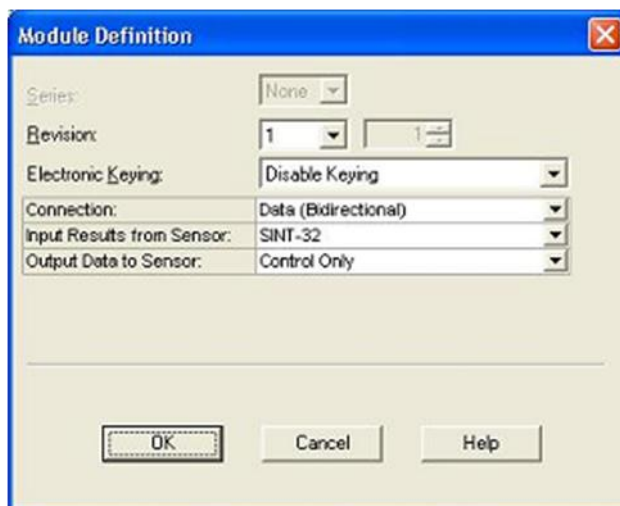 Module Definition
Series: None
Revision: 1 1
Electronic Keying: Disable Keying
Connection: Data (Bidirectional)
Input Results from Sensor: SINT-32
Output Data to Sensor: Control Only
OK Cancel Help